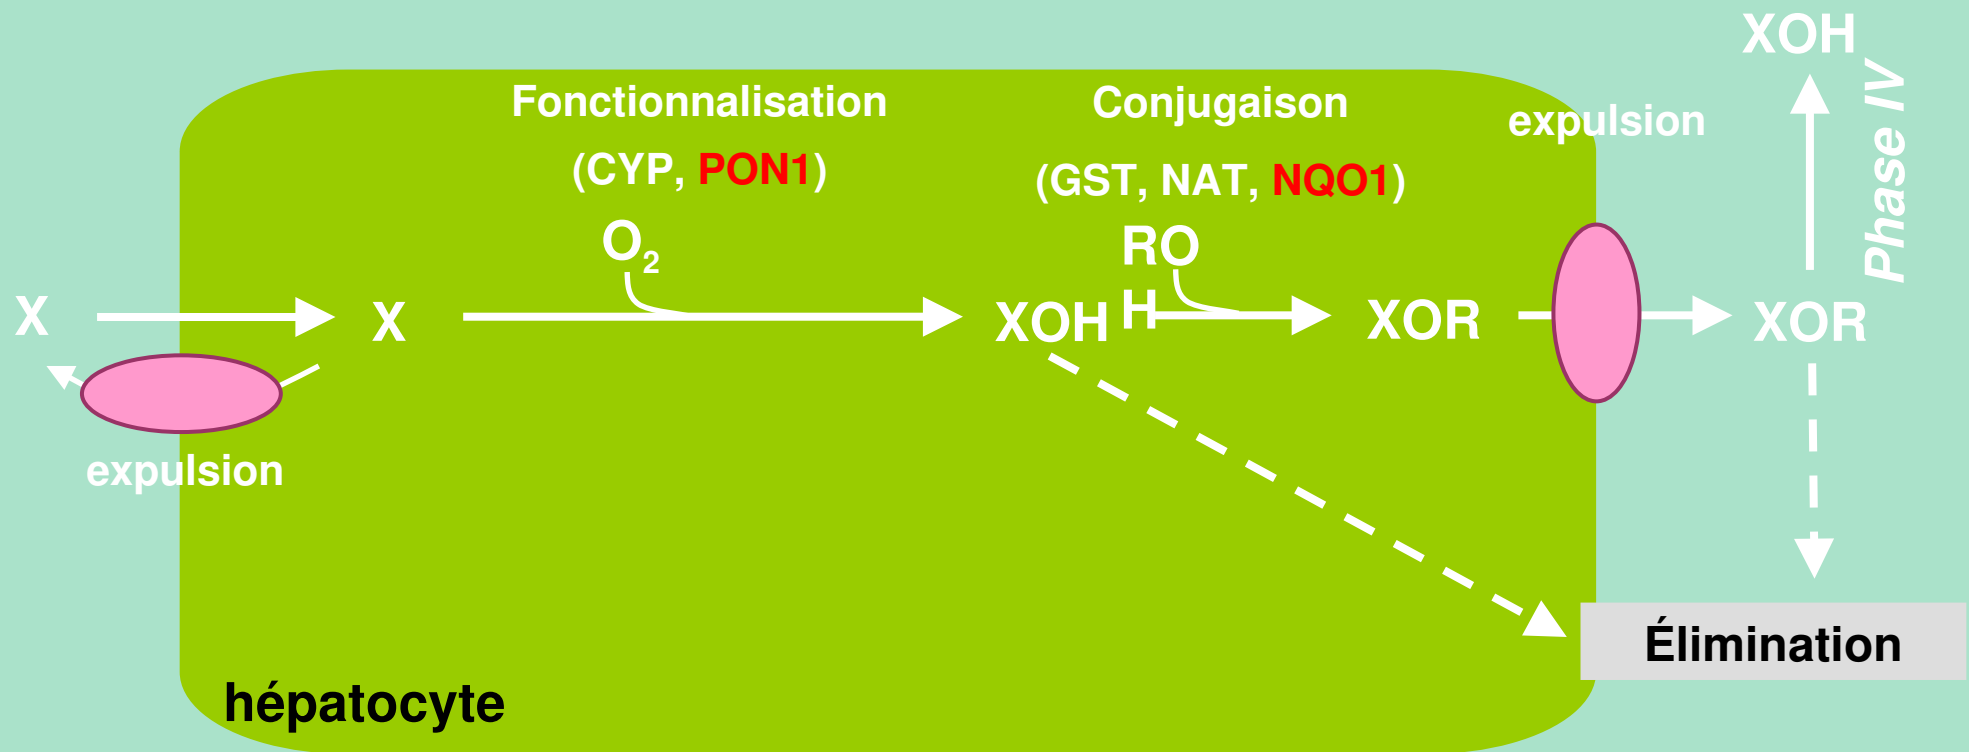 XOH
Phase IV
Fonctionnalisation
(CYP, PON1)
O2
Conjugaison
(GST, NAT, NQO1)
RO
H
expulsion
X
X
XOH
XOR
XOR
expulsion
Élimination
hépatocyte